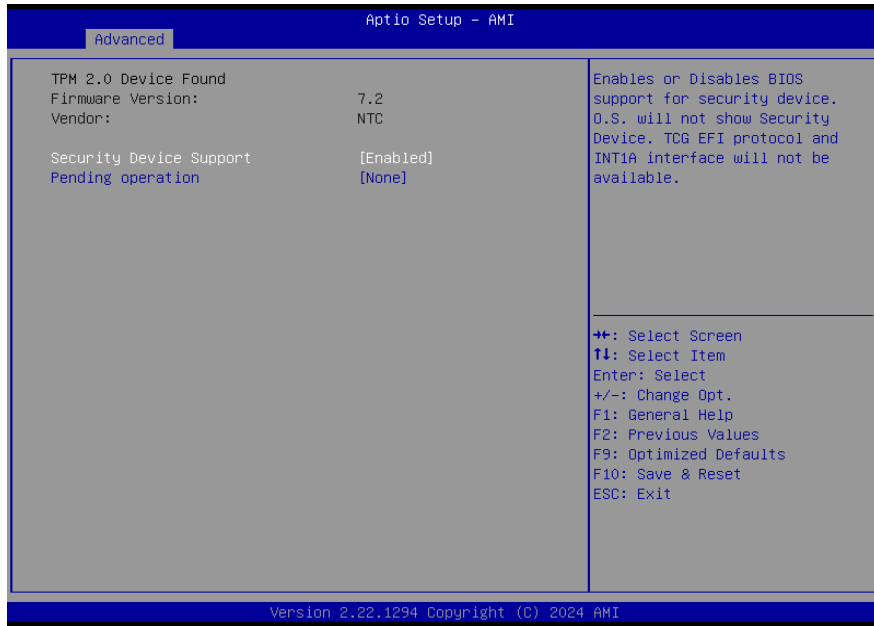 Aptio Setup - AMI
Advanced
TPM 2.0 Device Found
Firmware Version: 7.2
Vendor: NTC
Security Device Support [Enabled]
Pending operation [None]
Enables or Disables BIOS
support for security device.
O.S. will not show Security
Device. TCG EFI protocol and
INT1A interface will not be
available.
→←: Select Screen
↑↓: Select Item
Enter: Select
+/-: Change Opt.
F1: General Help
F2: Previous Values
F9: Optimized Defaults
F10: Save & Reset
ESC: Exit
Version 2.22.1294 Copyright (C) 2024 AMI